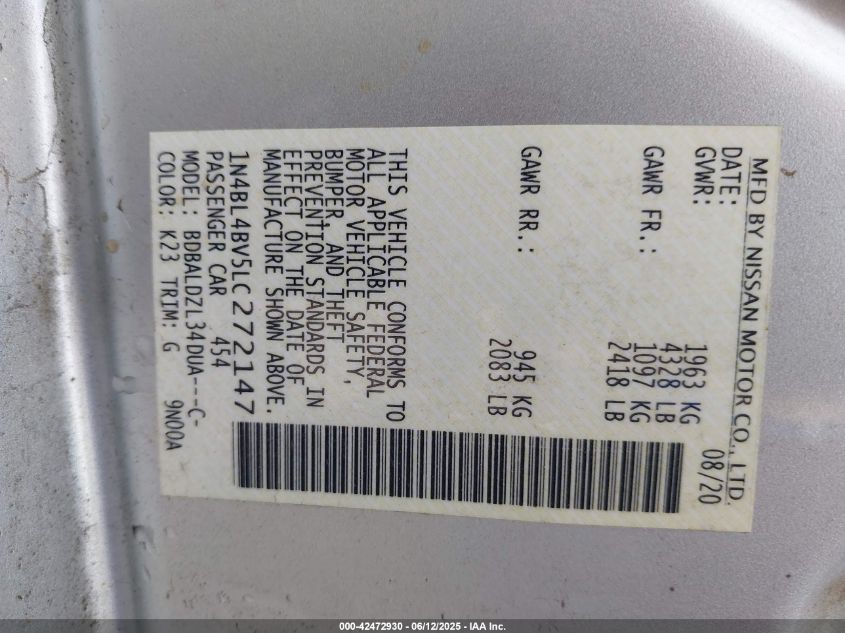 MFD BY NISSAN MOTOR CO., LTD.
DATE: 08/20
GVWR: 1963 KG
4328 LB
GAWR FR.: 1097 KG
2418 LB
GAWR RR.: 945 KG
2083 LB
THIS VEHICLE CONFORMS TO
ALL APPLICABLE FEDERAL
MOTOR VEHICLE SAFETY,
BUMPER, AND THEFT
PREVENTION STANDARDS IN
EFFECT ON THE DATE OF
MANUFACTURE SHOWN ABOVE.
1N4BL4BV5LC272147
PASSENGER CAR 454
MODEL: BDBALDZL34DUA---C-
COLOR: K23 TRIM: G 9N00A
000-42472930 - 06/12/2025 - IAA Inc.